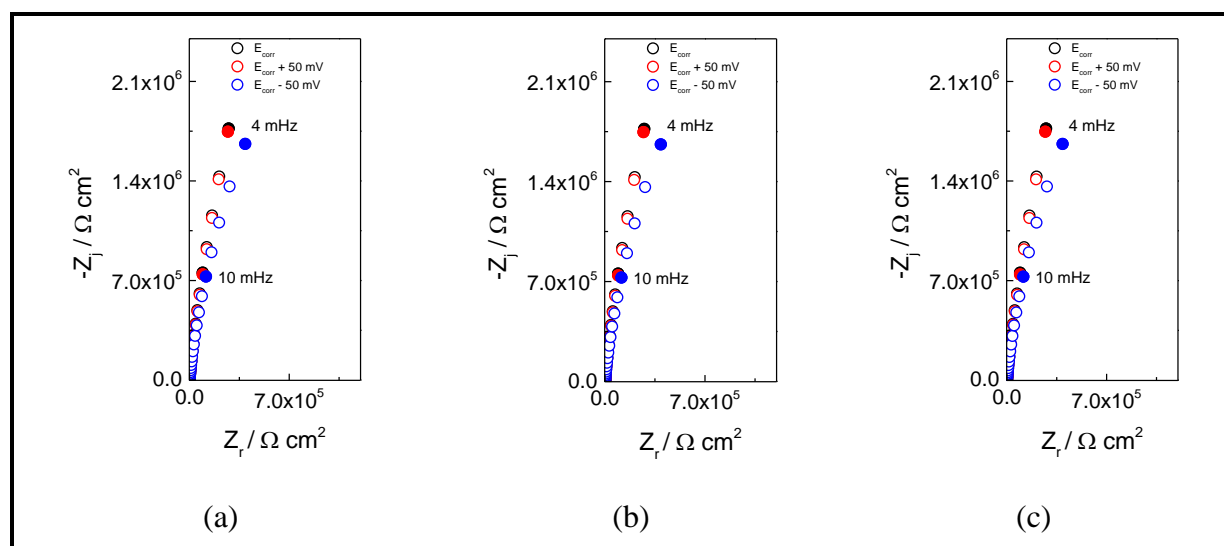 E_corr
E_corr + 50 mV
E_corr - 50 mV
2.1x10^6
4 mHz
1.4x10^6
-Z_j / Ω cm^2
7.0x10^5
10 mHz
0.0
0.0
7.0x10^5
Z_r / Ω cm^2
(a)
E_corr
E_corr + 50 mV
E_corr - 50 mV
2.1x10^6
4 mHz
1.4x10^6
-Z_j / Ω cm^2
7.0x10^5
10 mHz
0.0
0.0
7.0x10^5
Z_r / Ω cm^2
(b)
E_corr
E_corr + 50 mV
E_corr - 50 mV
2.1x10^6
4 mHz
1.4x10^6
-Z_j / Ω cm^2
7.0x10^5
10 mHz
0.0
0.0
7.0x10^5
Z_r / Ω cm^2
(c)